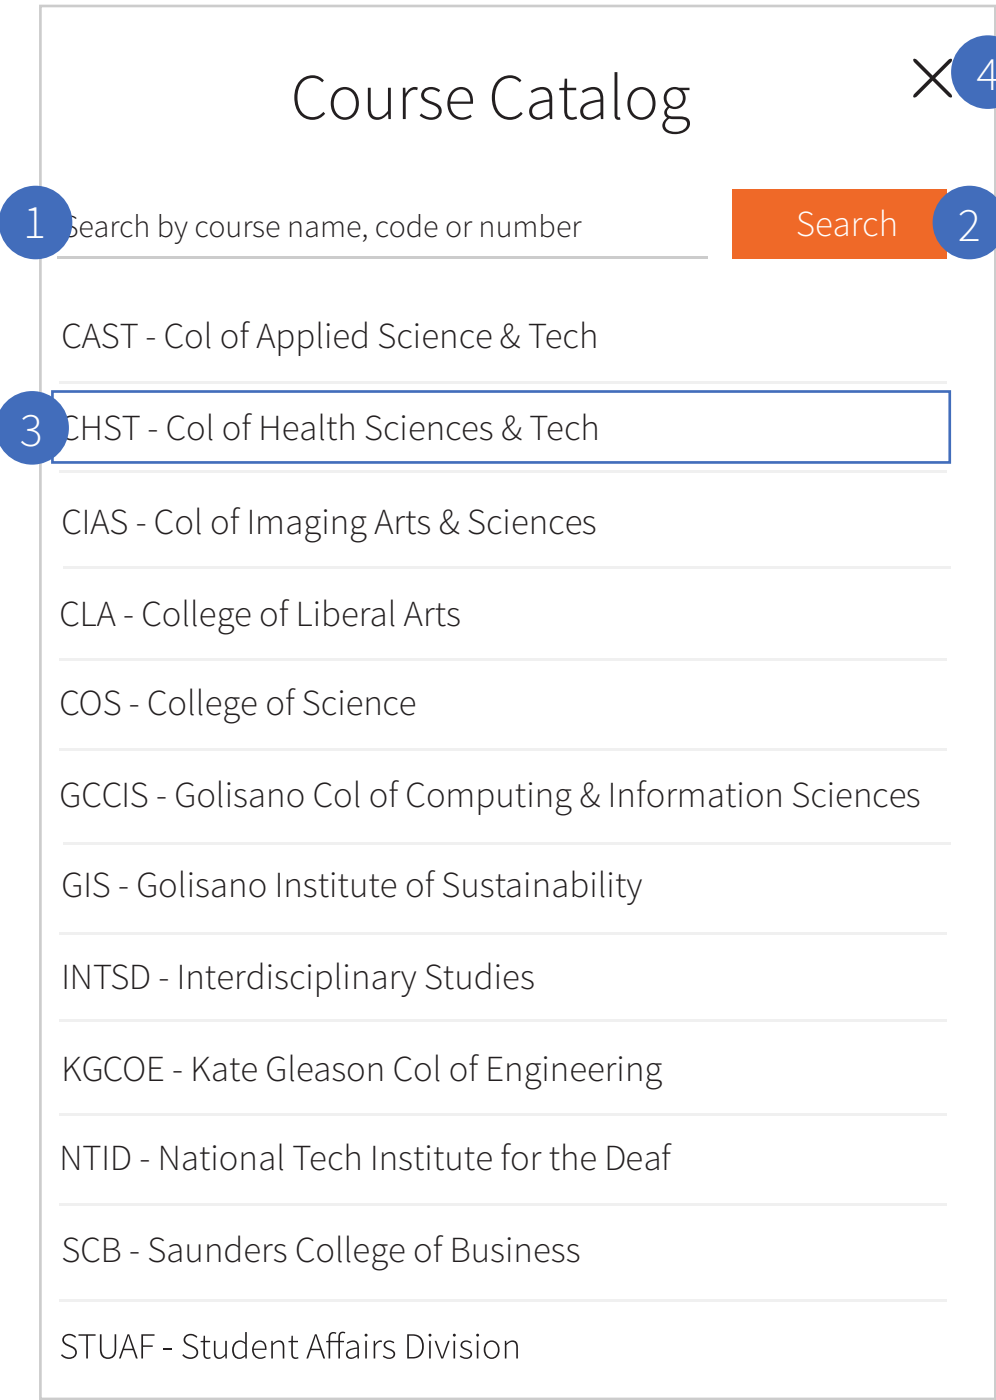 Course Catalog
4
1
Search by course name, code or number
Search
2
CAST - Col of Applied Science & Tech
3
CHST - Col of Health Sciences & Tech
CIAS - Col of Imaging Arts & Sciences
CLA - College of Liberal Arts
COS - College of Science
GCCIS - Golisano Col of Computing & Information Sciences
GIS - Golisano Institute of Sustainability
INTSD - Interdisciplinary Studies
KGCOE - Kate Gleason Col of Engineering
NTID - National Tech Institute for the Deaf
SCB - Saunders College of Business
STUAF - Student Affairs Division